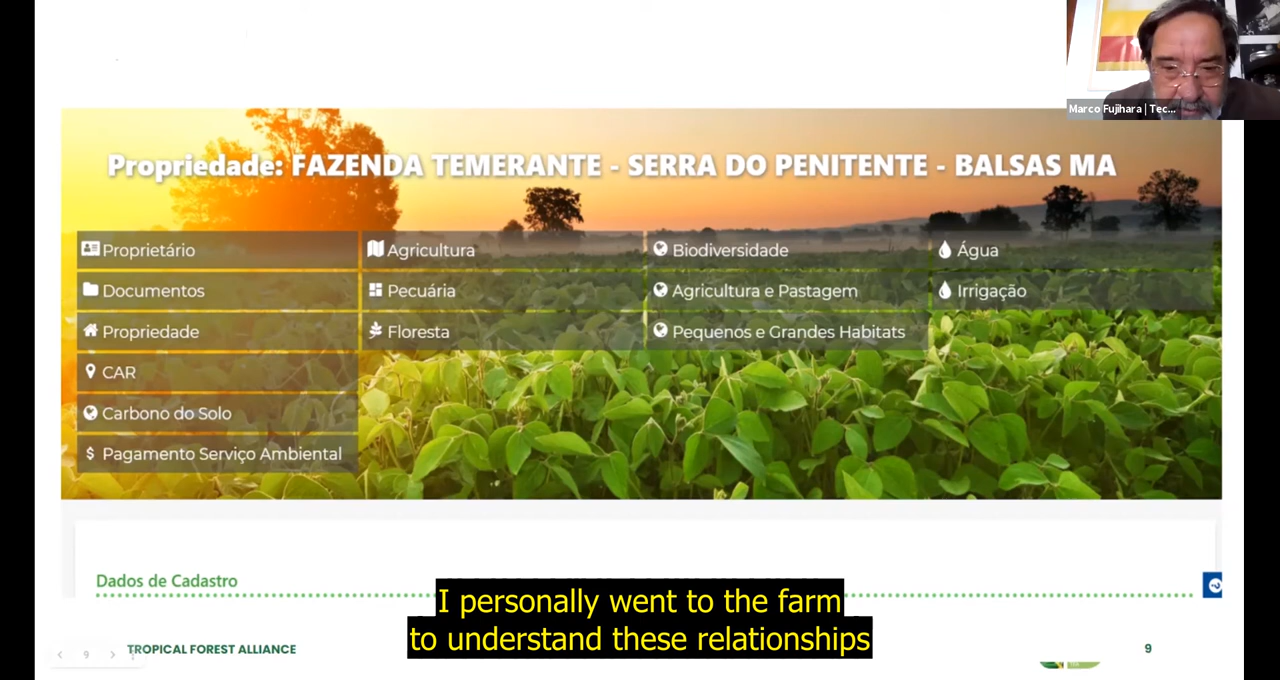 Marco Fujihara | Tec...
Propriedade: FAZENDA TEMERANTE - SERRA DO PENITENTE - BALSAS MA
Proprietário
Agricultura
Biodiversidade
Água
Documentos
Pecuária
Agricultura e Pastagem
Irrigação
Propriedade
Floresta
Pequenos e Grandes Habitats
CAR
Carbono do Solo
$ Pagamento Serviço Ambiental
Dados de Cadastro
I personally went to the farm
to understand these relationships
9
TROPICAL FOREST ALLIANCE
9